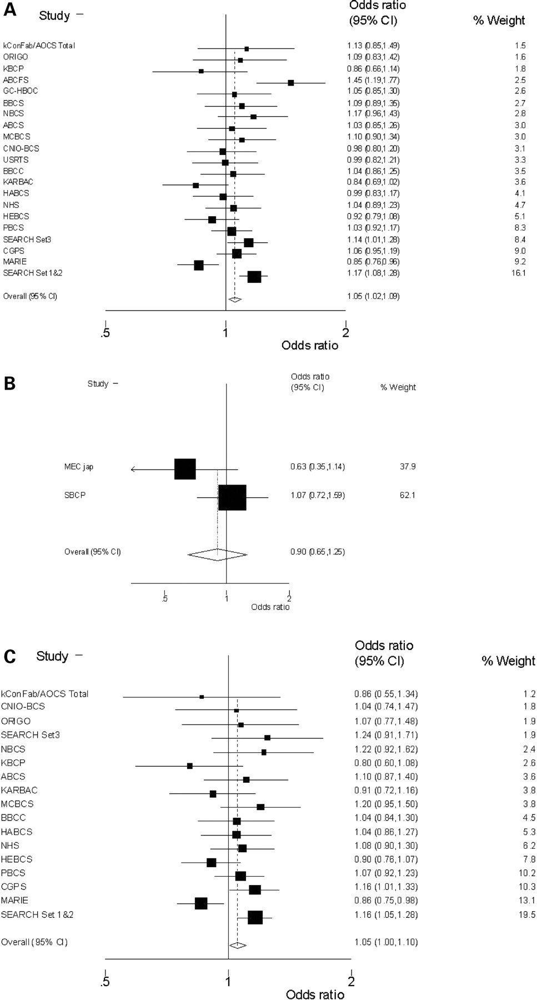 A
Study –
Odds ratio
(95% CI)
% Weight
kConFab/AOCS Total 1.13 (0.85,1.49) 1.5
ORIGO 1.09 (0.83,1.42) 1.6
KBCP 0.86 (0.66,1.14) 1.8
ABCFS 1.45 (1.19,1.77) 2.5
GC-HBOC 1.05 (0.85,1.30) 2.6
BBCS 1.09 (0.89,1.35) 2.7
NBCS 1.17 (0.96,1.43) 2.8
ABCS 1.03 (0.85,1.26) 3.0
MCBCS 1.10 (0.90,1.34) 3.0
CNIO-BCS 0.98 (0.80,1.20) 3.1
USRTS 0.99 (0.82,1.21) 3.3
BBCC 1.04 (0.86,1.25) 3.5
KARBAC 0.84 (0.69,1.02) 3.6
HABCS 0.99 (0.83,1.17) 4.1
NHS 1.04 (0.89,1.23) 4.7
HEBCS 0.92 (0.79,1.08) 5.1
PBCS 1.03 (0.92,1.17) 8.3
SEARCH Set3 1.14 (1.01,1.28) 8.4
CGPS 1.06 (0.95,1.19) 9.0
MARIE 0.85 (0.76,0.96) 9.2
SEARCH Set 1&2 1.17 (1.08,1.28) 16.1
Overall (95% CI) 1.05 (1.02,1.09)
.5 1 2
Odds ratio
B
Study –
Odds ratio
(95% CI)
% Weight
MEC jap 0.63 (0.35,1.14) 37.9
SBCP 1.07 (0.72,1.59) 62.1
Overall (95% CI) 0.90 (0.65,1.25)
.5 1 2
Odds ratio
C
Study –
Odds ratio
(95% CI)
% Weight
kConFab/AOCS Total 0.86 (0.55,1.34) 1.2
CNIO-BCS 1.04 (0.74,1.47) 1.8
ORIGO 1.07 (0.77,1.48) 1.9
SEARCH Set3 1.24 (0.91,1.71) 1.9
NBCS 1.22 (0.92,1.62) 2.4
KBCP 0.80 (0.60,1.08) 2.6
ABCS 1.10 (0.87,1.40) 3.6
KARBAC 0.91 (0.72,1.16) 3.8
MCBCS 1.20 (0.95,1.50) 3.8
BBCC 1.04 (0.84,1.30) 4.5
HABCS 1.04 (0.86,1.27) 5.3
NHS 1.08 (0.90,1.30) 6.2
HEBCS 0.90 (0.76,1.07) 7.8
PBCS 1.07 (0.92,1.23) 10.2
CGPS 1.16 (1.01,1.33) 10.3
MARIE 0.86 (0.75,0.98) 13.1
SEARCH Set 1&2 1.16 (1.05,1.28) 19.5
Overall (95% CI) 1.05 (1.00,1.10)
.5 1 2
Odds ratio